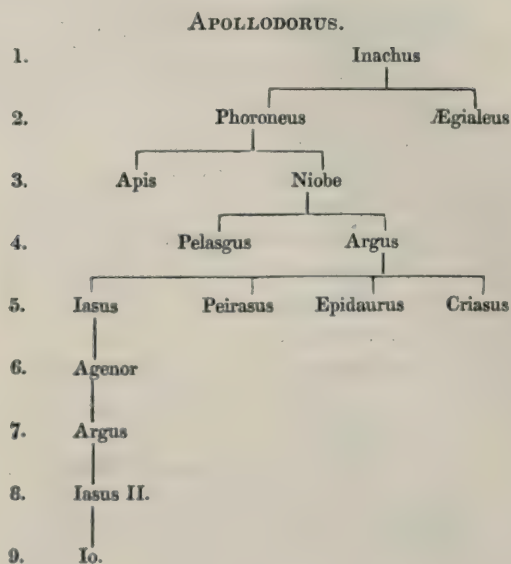 APOLLODORUS.
1. Inachus
2. Phoroneus Ægialeus
3. Apis Niobe
4. Pelasgus Argus
5. Iasus Peirasus Epidaurus Criasus
6. Agenor
7. Argus
8. Iasus II.
9. Io.